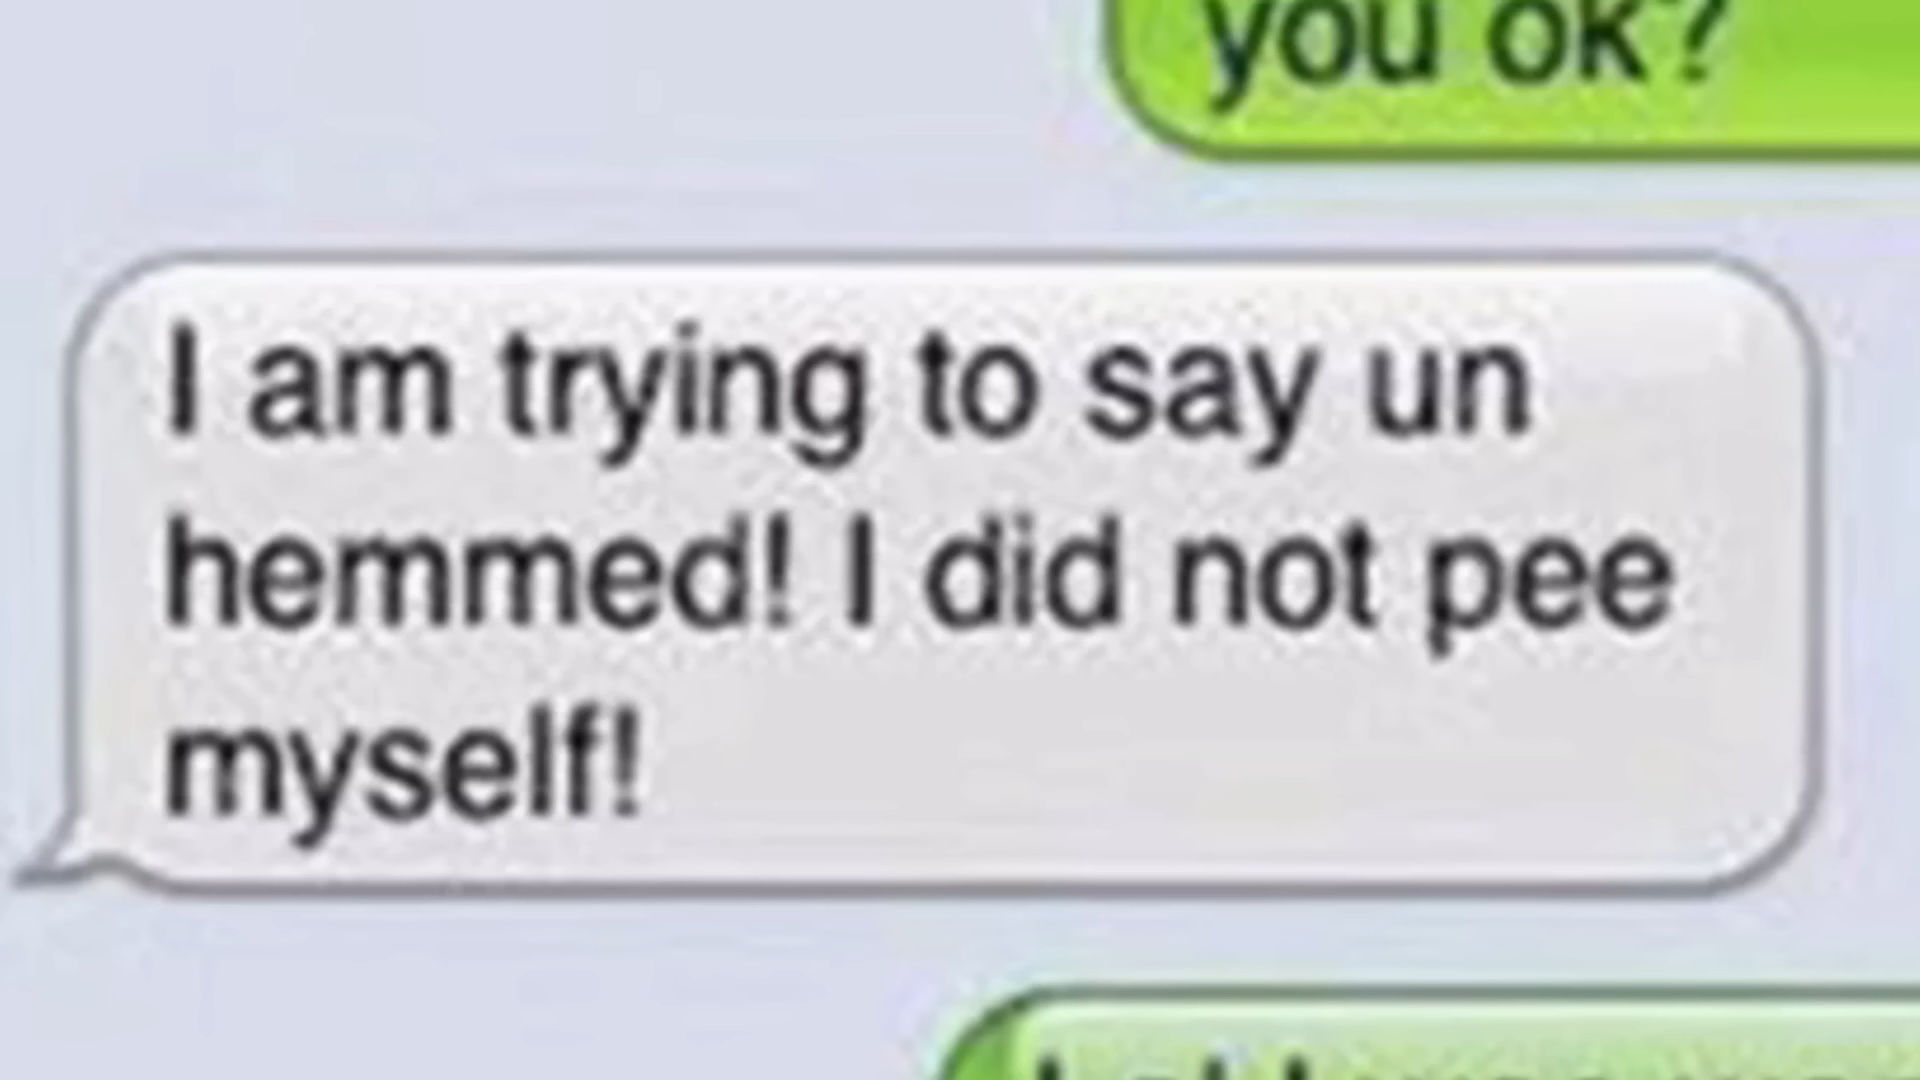 you ok?
I am trying to say un
hemmed! I did not pee
myself!